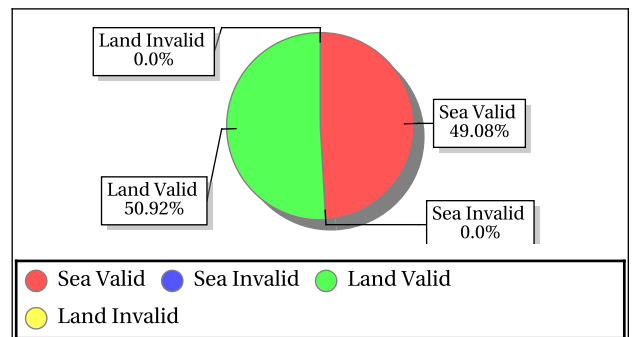 Land Invalid
0.0%
Sea Valid
49.08%
Land Valid
50.92%
Sea Invalid
0.0%
Sea Valid Sea Invalid Land Valid
Land Invalid